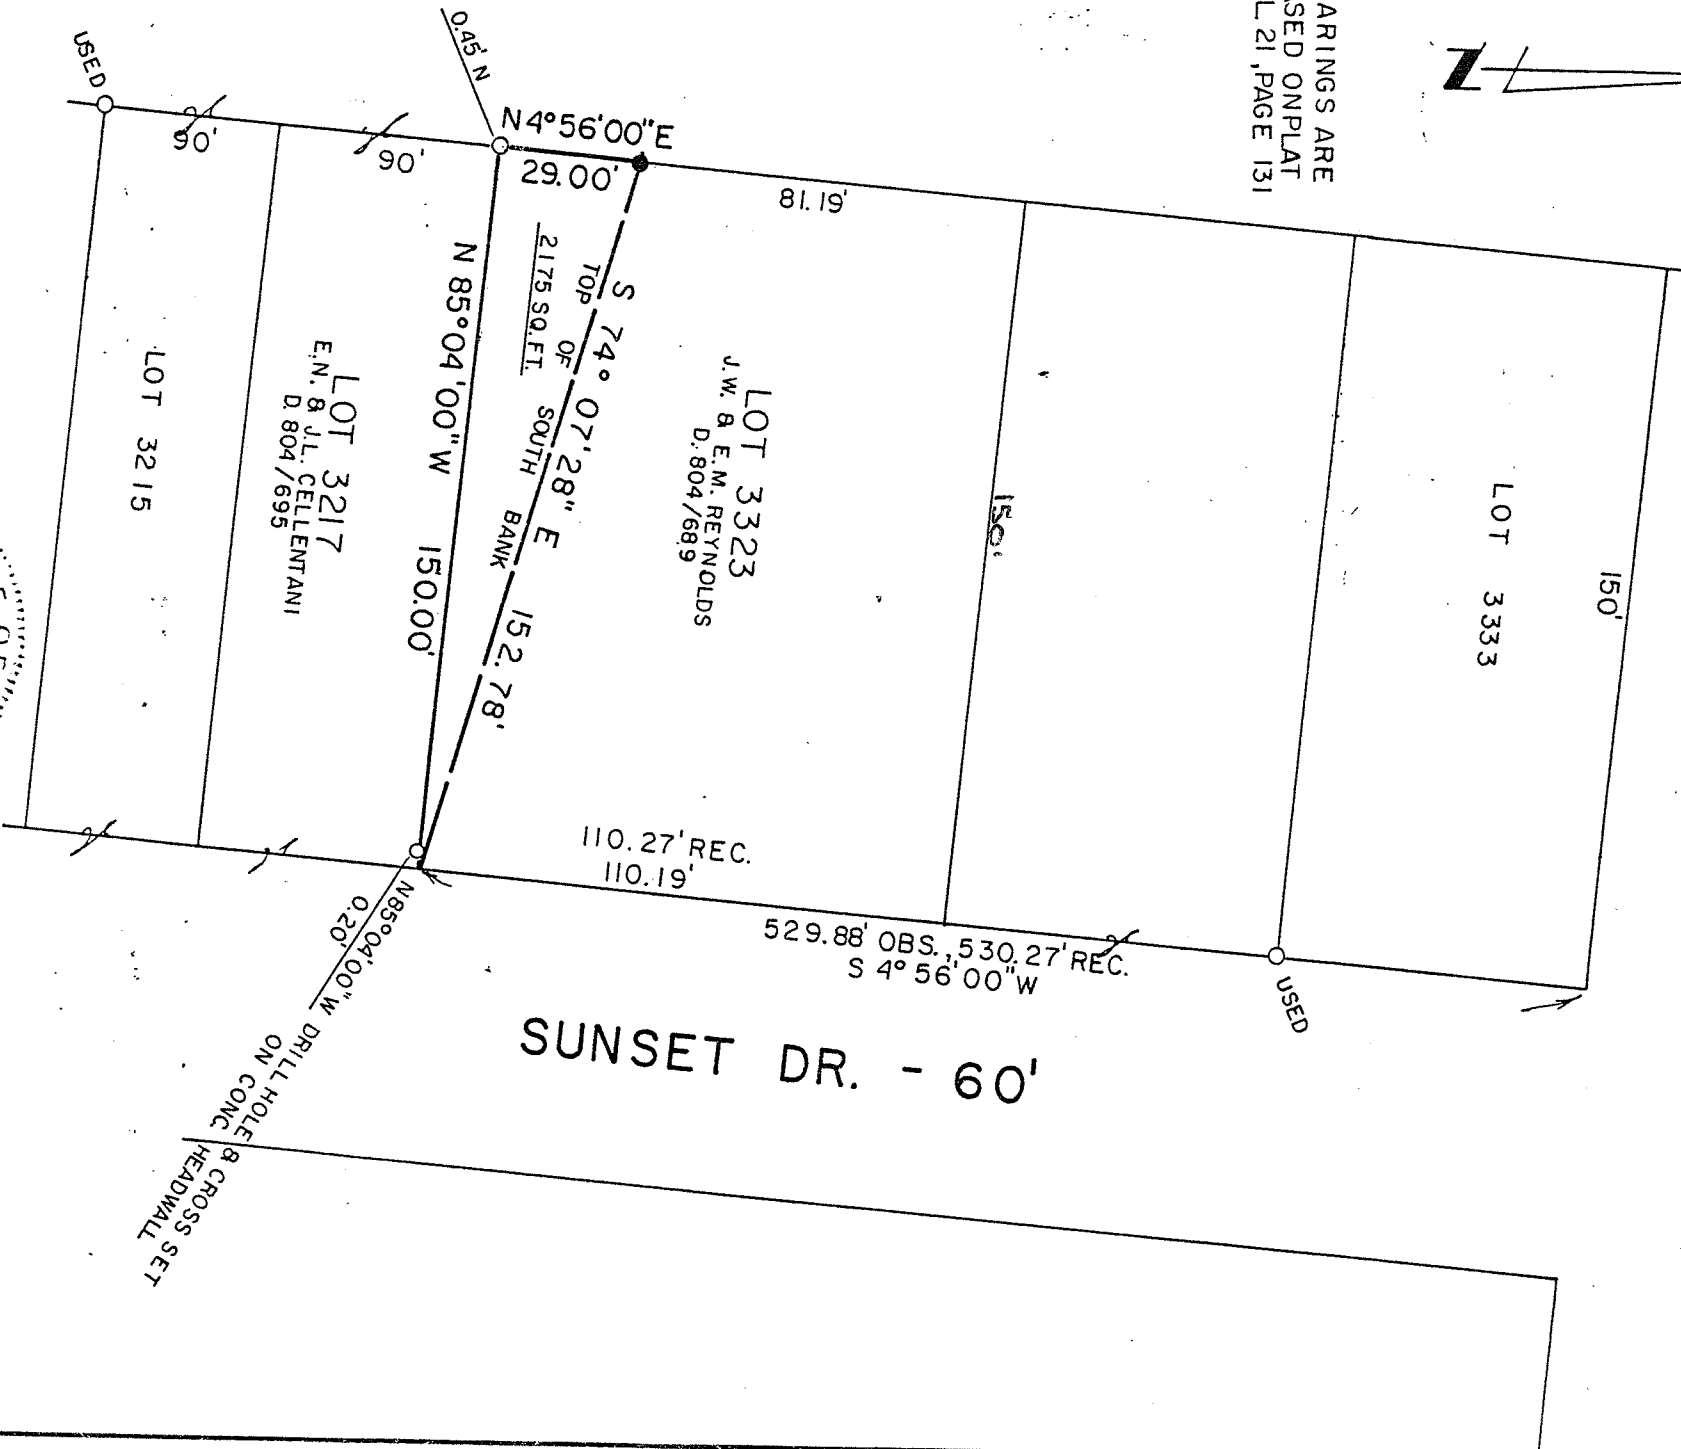 ARINGS ARE
SED ONPLAT
L 21, PAGE 131
USED
0.45' N
90'
90'
N 4° 56' 00" E
29.00'
81.19'
N 85° 04' 00" W 150.00'
2175 SQ. FT.
TOP OF SOUTH BANK
S 74° 07' 28" E 152.78'
LOT 3215
LOT 3217
E.N. & J.L. CELLENTANI
D. 804/695
LOT 3323
J.W. & E.M. REYNOLDS
D. 804/689
150'
LOT 3333
150'
110.27' REC.
110.19'
529.88' OBS., 530.27' REC.
S 4° 56' 00" W
USED
N 85° 04' 00" W DRILL HOLE & CROSS SET
0.20'
ON CONC. HEADWALL
SUNSET DR. - 60'